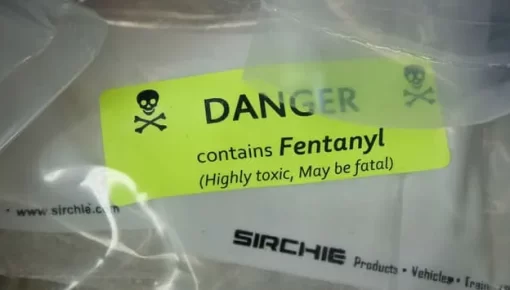 DANGER
contains Fentanyl
(Highly toxic, May be fatal)
• www.sirchie.com
SIRCHIE Products • Vehicles •